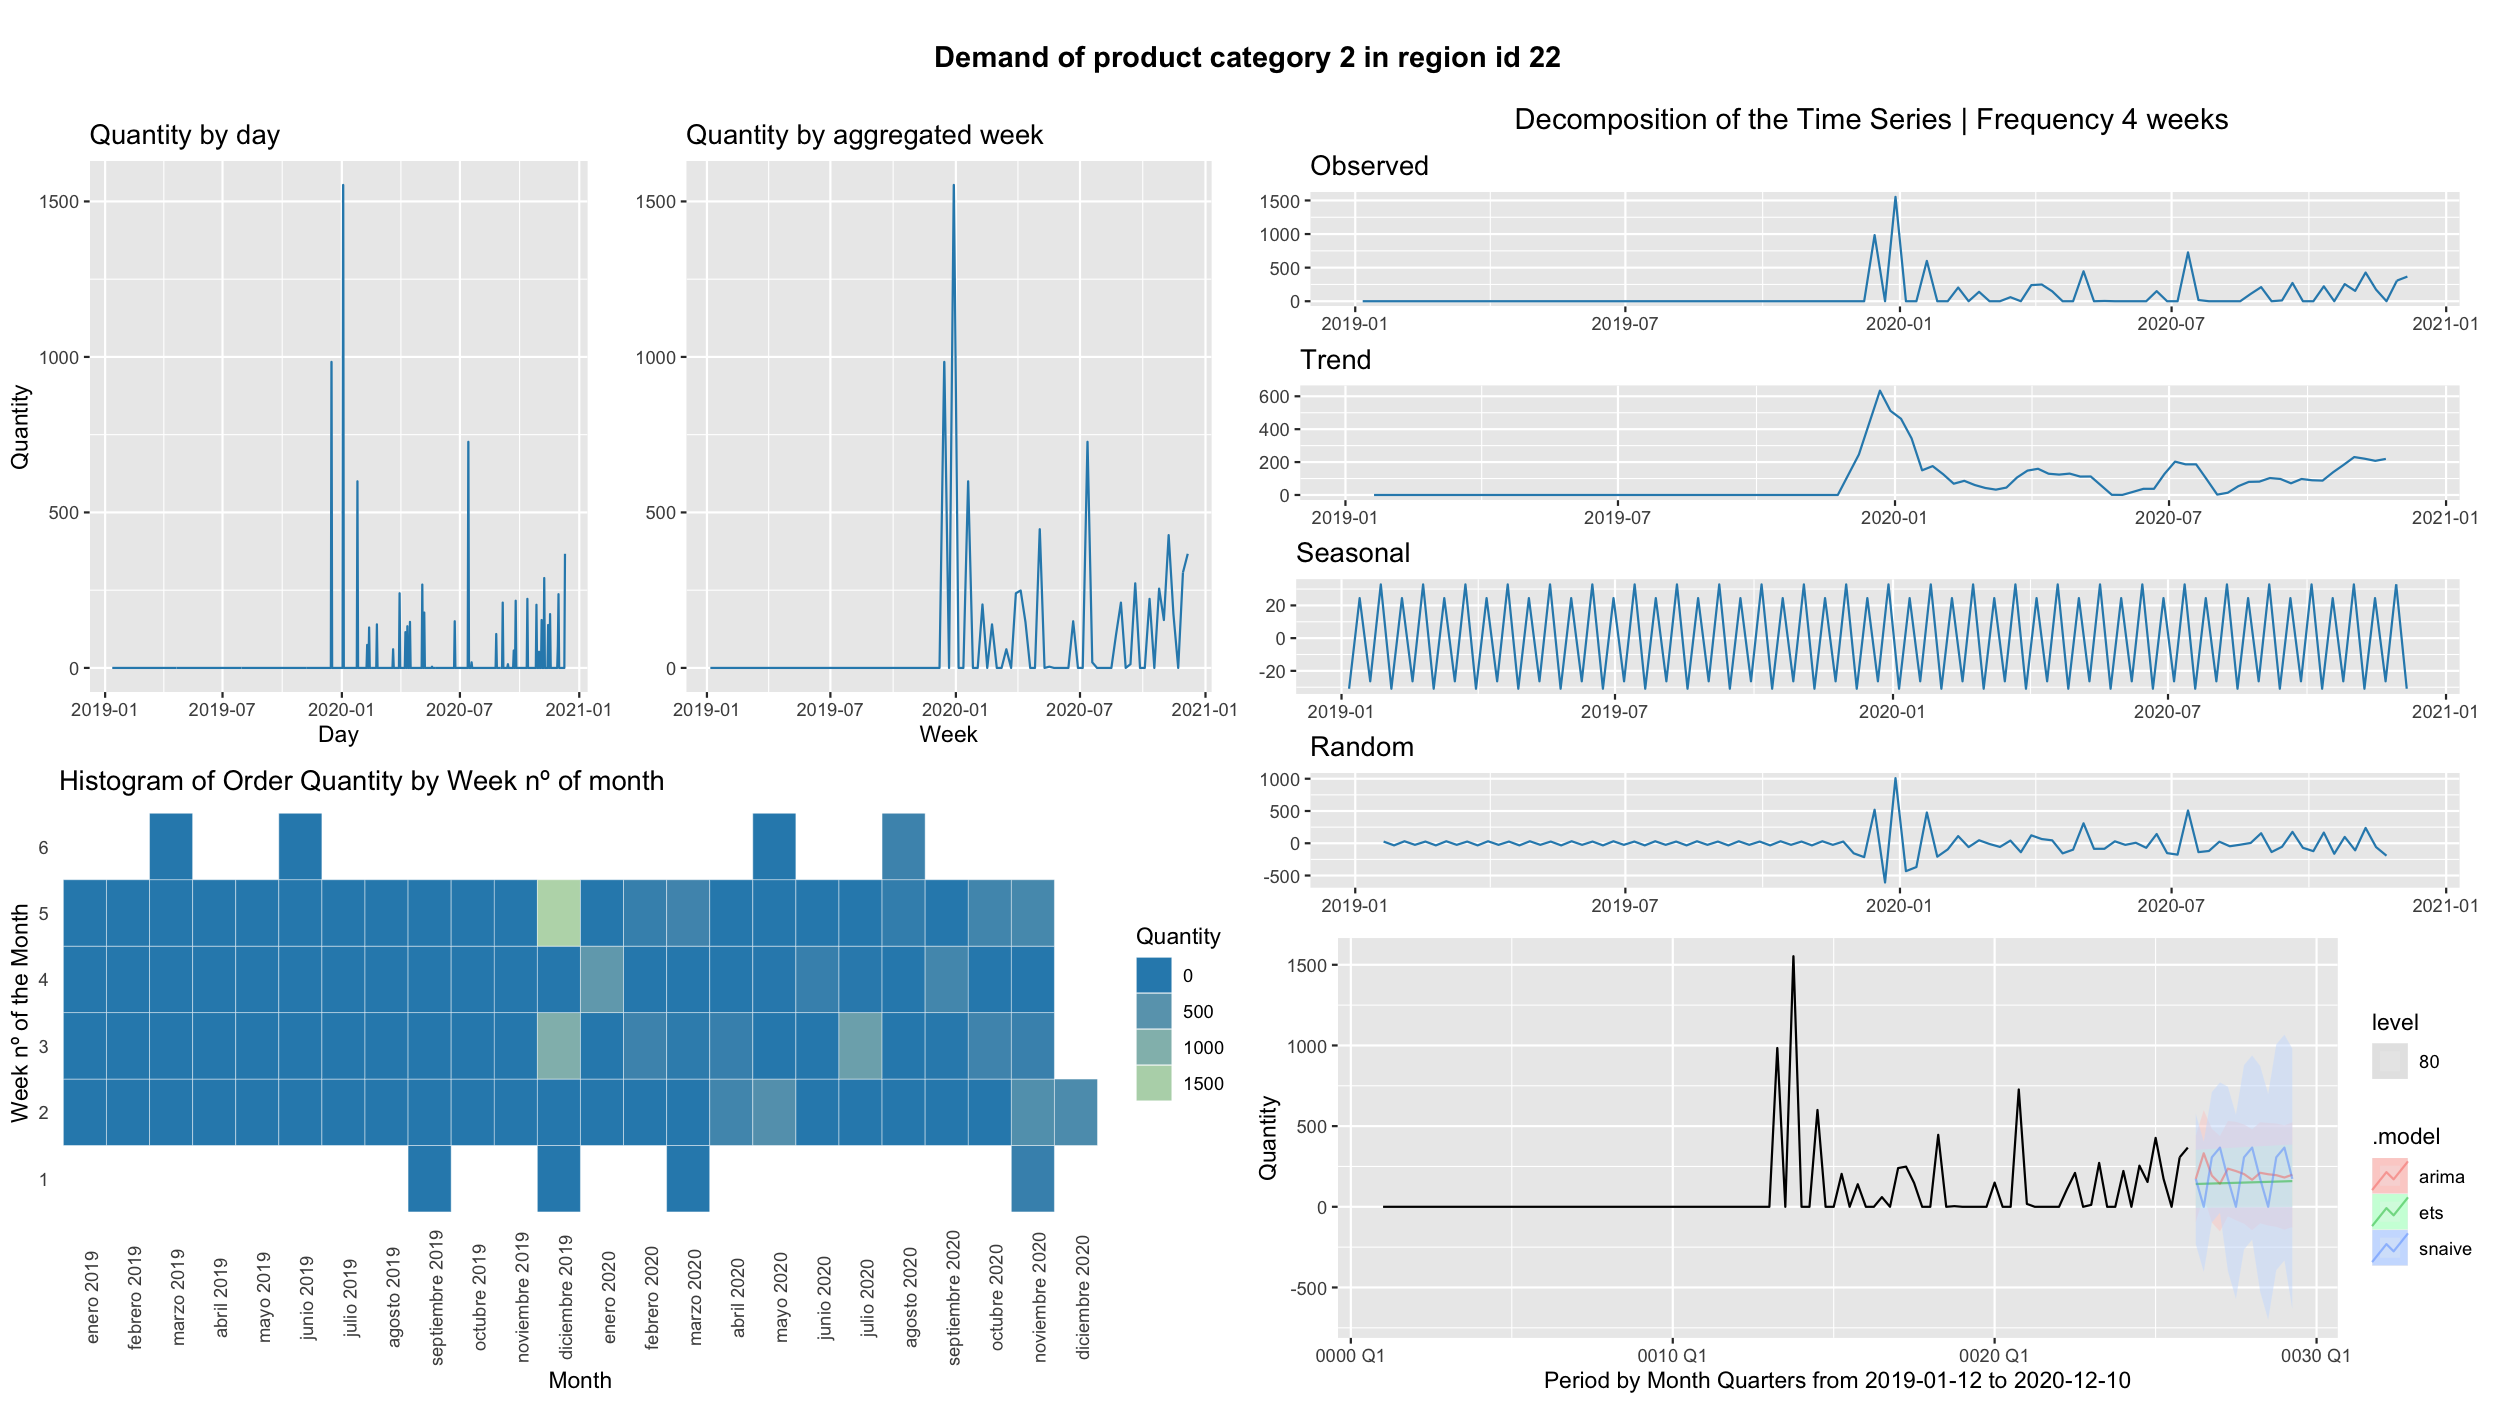 Demand of product category 2 in region id 22
Quantity by day
Quantity
1500
1000
500
0
2019-01 2019-07 2020-01 2020-07 2021-01
Day
Quantity by aggregated week
1500
1000
500
0
2019-01 2019-07 2020-01 2020-07 2021-01
Week
Histogram of Order Quantity by Week nº of month
Week nº of the Month
6
5
4
3
2
1
enero 2019
febrero 2019
marzo 2019
abril 2019
mayo 2019
junio 2019
julio 2019
agosto 2019
septiembre 2019
octubre 2019
noviembre 2019
diciembre 2019
enero 2020
febrero 2020
marzo 2020
abril 2020
mayo 2020
junio 2020
julio 2020
agosto 2020
septiembre 2020
octubre 2020
noviembre 2020
diciembre 2020
Month
Quantity
0
500
1000
1500
Decomposition of the Time Series | Frequency 4 weeks
Observed
1500
1000
500
0
2019-01 2019-07 2020-01 2020-07 2021-01
Trend
600
400
200
0
2019-01 2019-07 2020-01 2020-07 2021-01
Seasonal
20
0
-20
2019-01 2019-07 2020-01 2020-07 2021-01
Random
1000
500
0
-500
2019-01 2019-07 2020-01 2020-07 2021-01
Quantity
1500
1000
500
0
-500
0000 Q1 0010 Q1 0020 Q1 0030 Q1
Period by Month Quarters from 2019-01-12 to 2020-12-10
level
80
.model
arima
ets
snaive